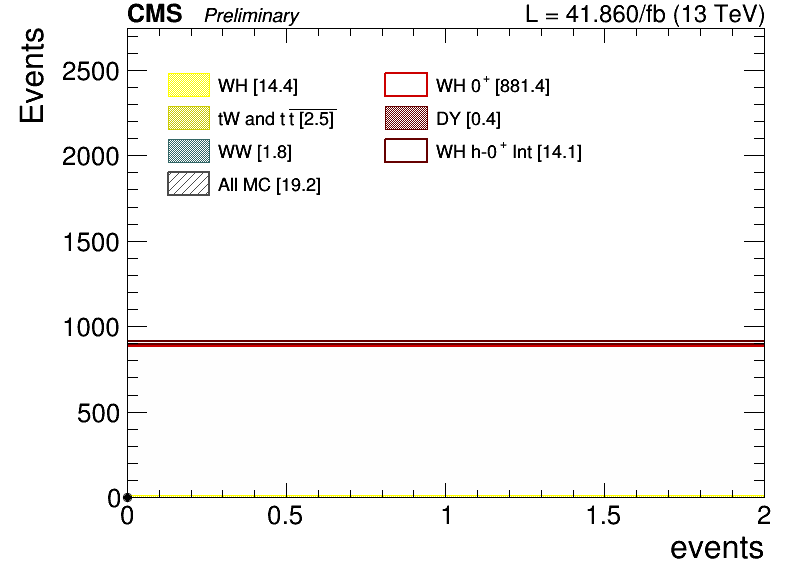 CMS Preliminary L = 41.860/fb (13 TeV)
Events
2500
2000
1500
1000
500
0
WH [14.4]
WH 0+ [881.4]
tW and tt [2.5]
DY [0.4]
WW [1.8]
WH h-0+ Int [14.1]
All MC [19.2]
0 0.5 1 1.5 2
events